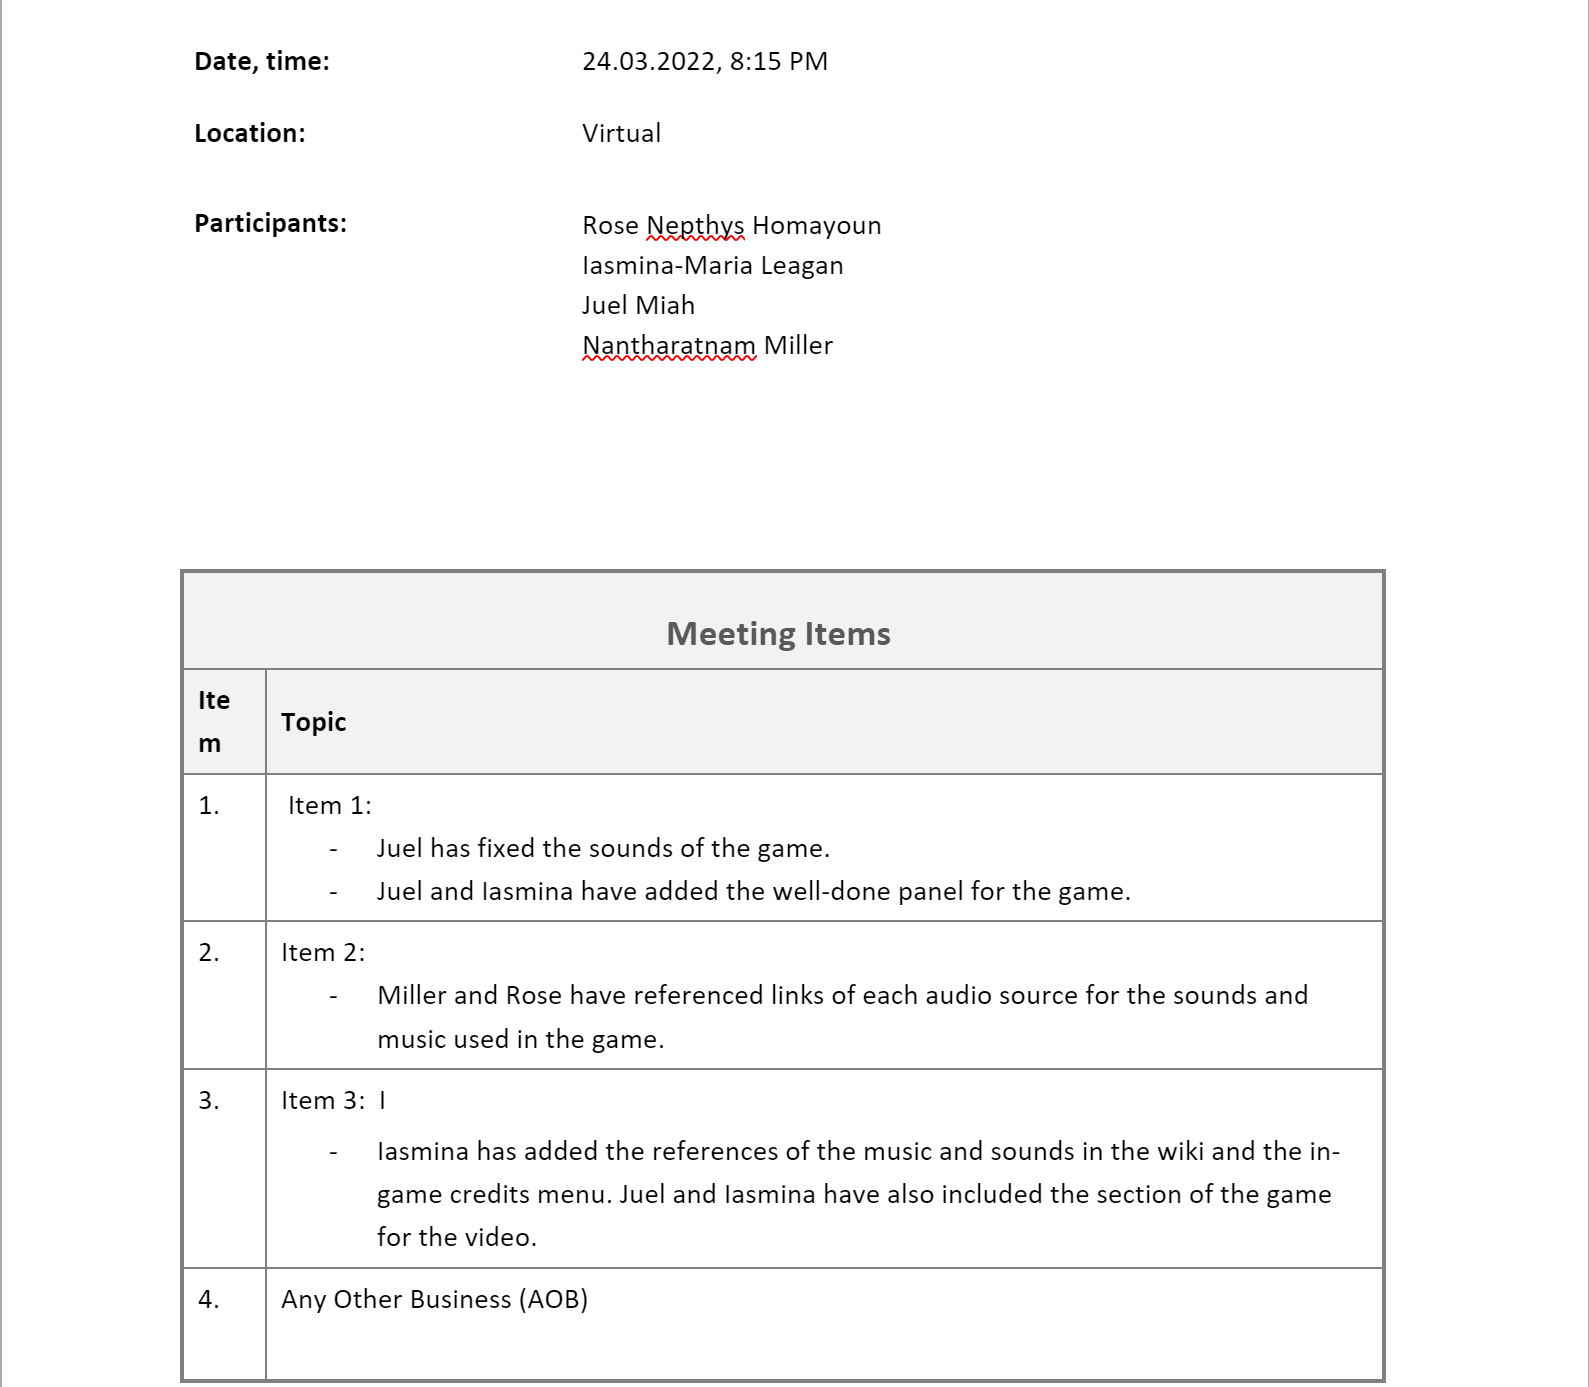 Date, time: 24.03.2022, 8:15 PM
Location: Virtual
Participants: Rose Nepthys Homayoun
Iasmina-Maria Leagan
Juel Miah
Nantharatnam Miller
Meeting Items
Ite
m
Topic
1. Item 1:
- Juel has fixed the sounds of the game.
- Juel and Iasmina have added the well-done panel for the game.
2. Item 2:
- Miller and Rose have referenced links of each audio source for the sounds and
music used in the game.
3. Item 3: I
- Iasmina has added the references of the music and sounds in the wiki and the in-
game credits menu. Juel and Iasmina have also included the section of the game
for the video.
4. Any Other Business (AOB)